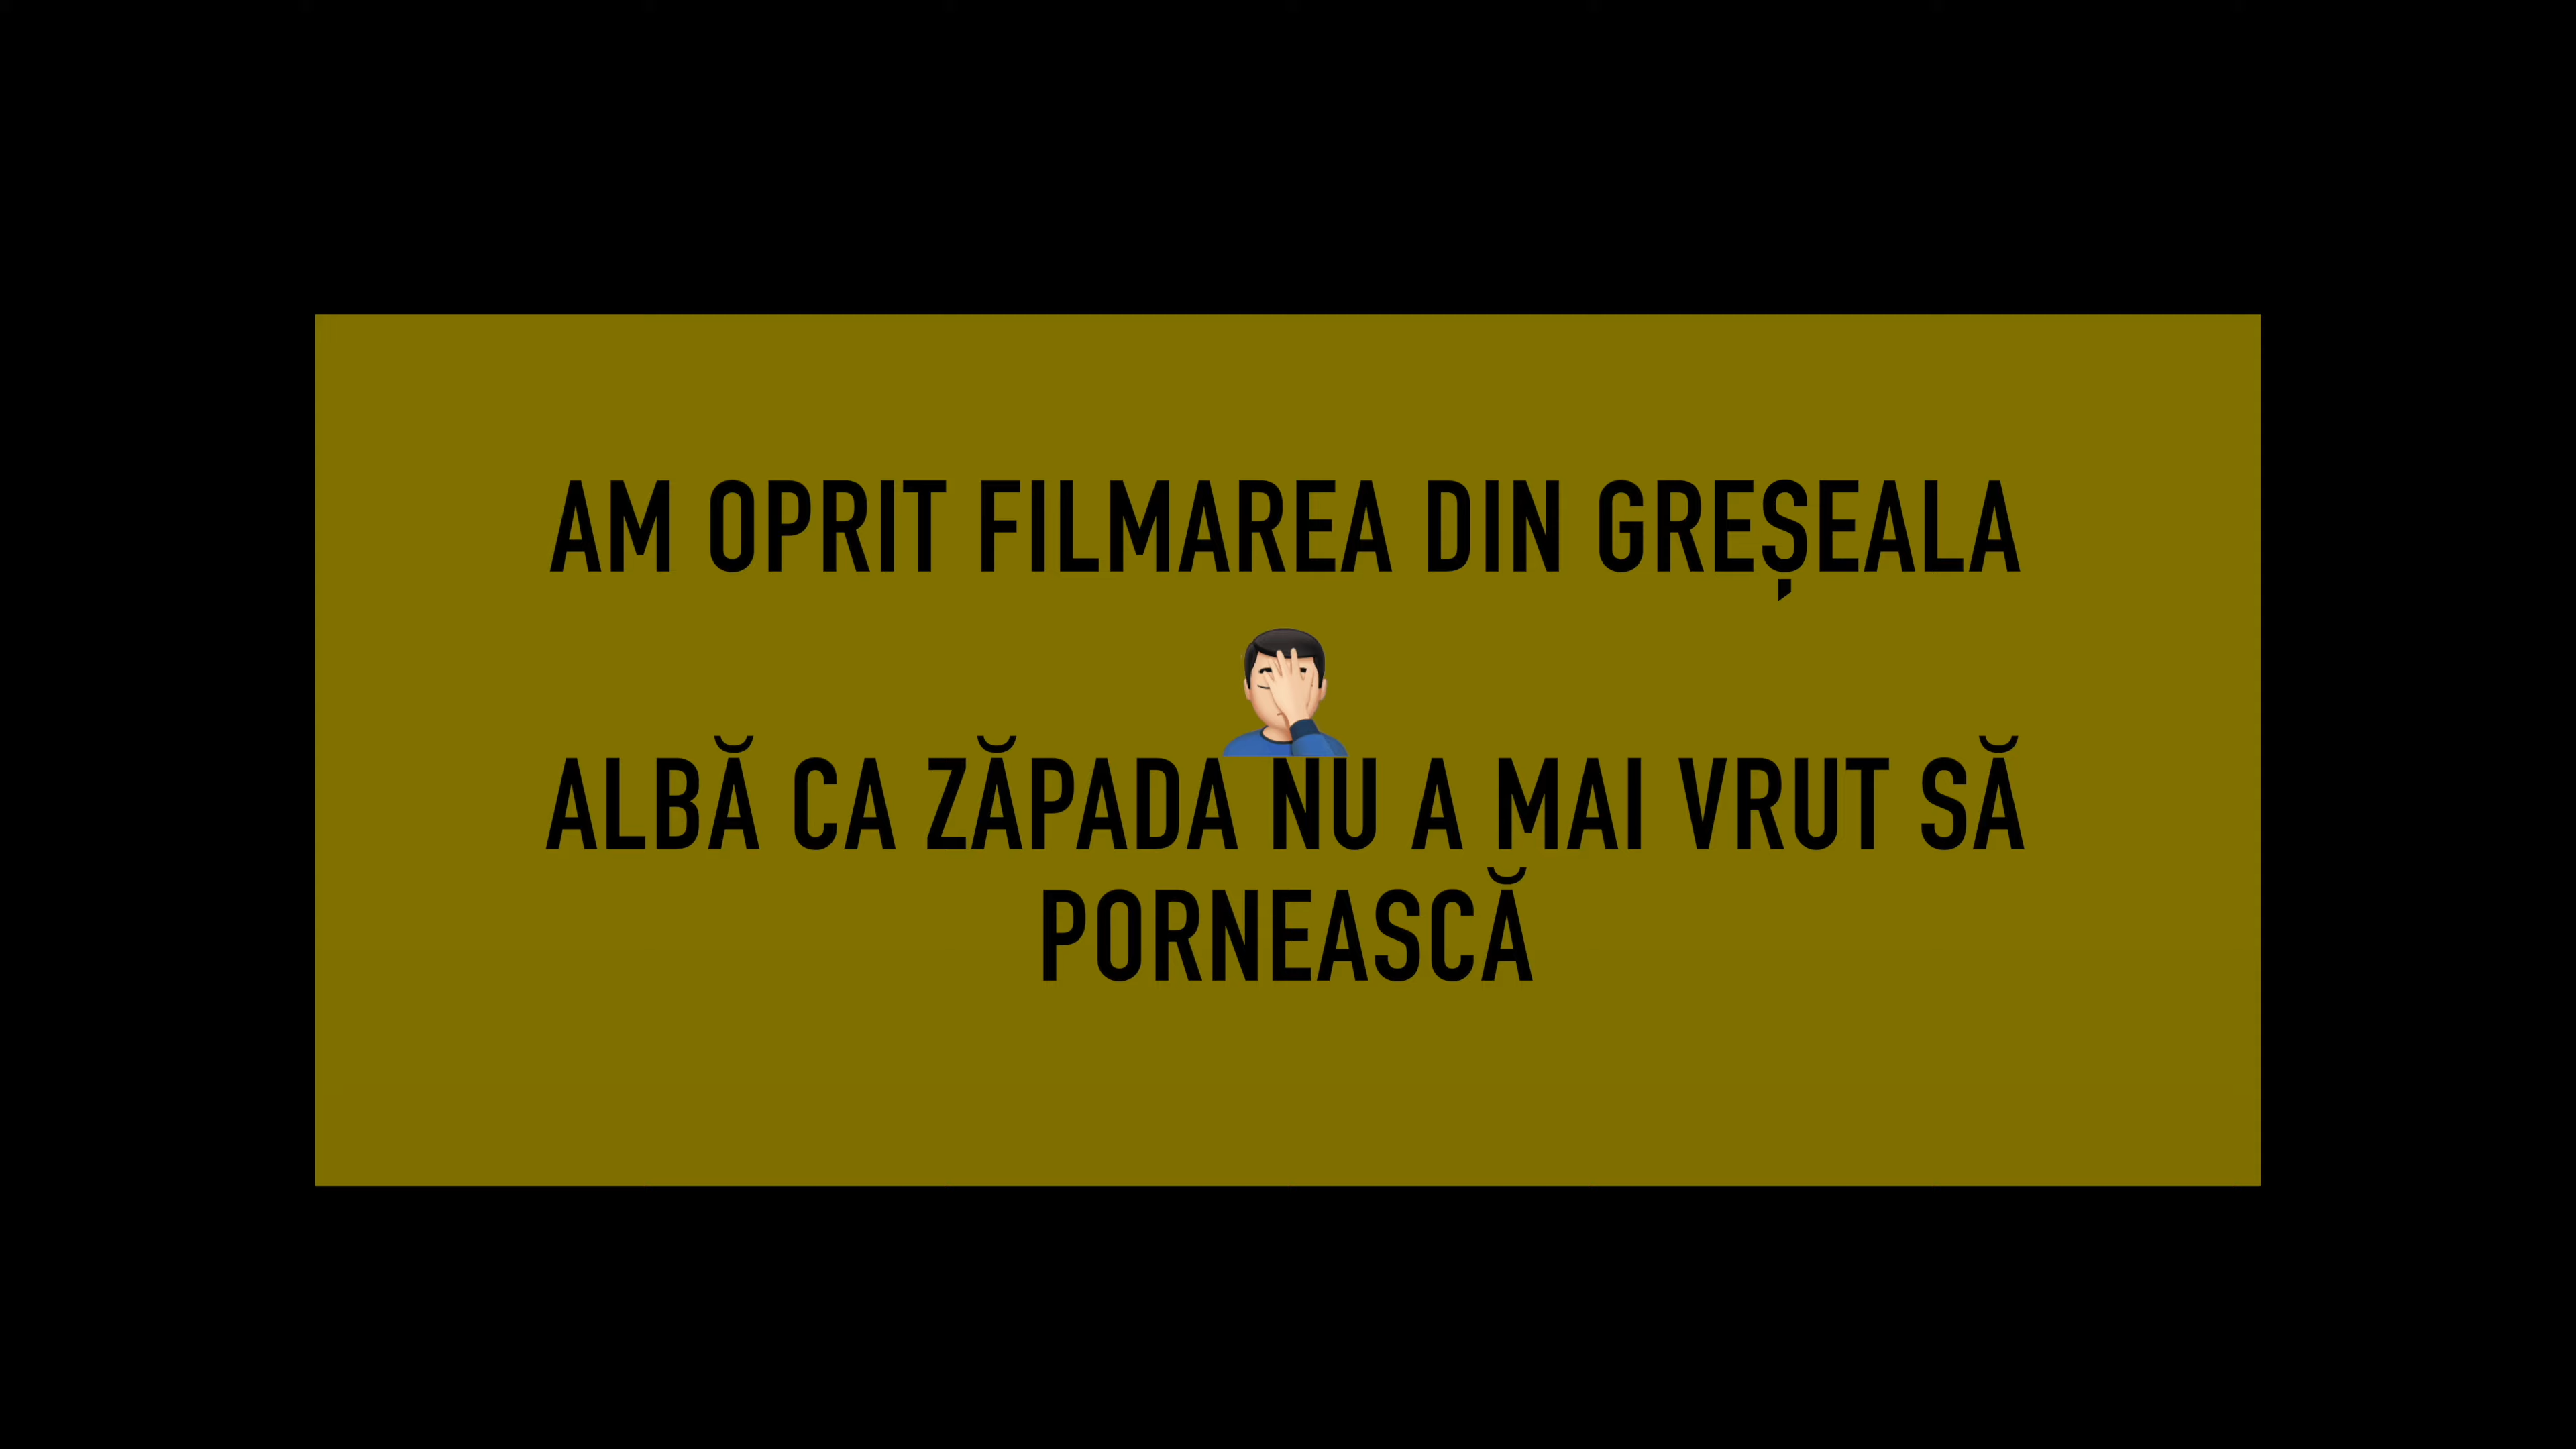 AM OPRIT FILMAREA DIN GREȘEALA
🤦🏻‍♂️
ALBĂ CA ZĂPADA NU A MAI VRUT SĂ
PORNEASCĂ